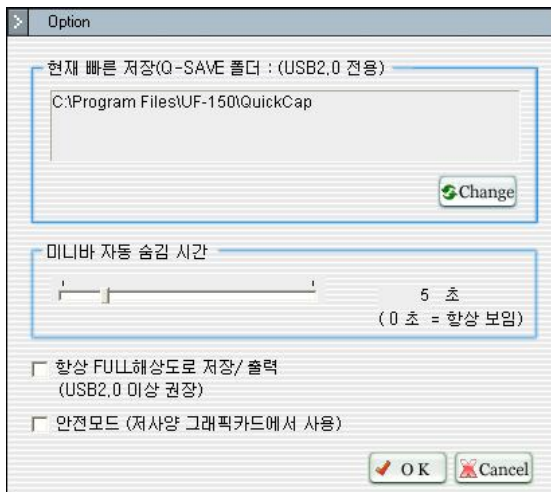 Option
현재 빠른 저장(Q-SAVE 폴더 : (USB2.0 전용)
C:\Program Files\UF-150\QuickCap
Change
미니바 자동 숨김 시간
5 초
( 0 초 = 항상 보임)
항상 FULL해상도로 저장/ 출력
(USB2.0 이상 권장)
안전모드 (저사양 그래픽카드에서 사용)
OK Cancel